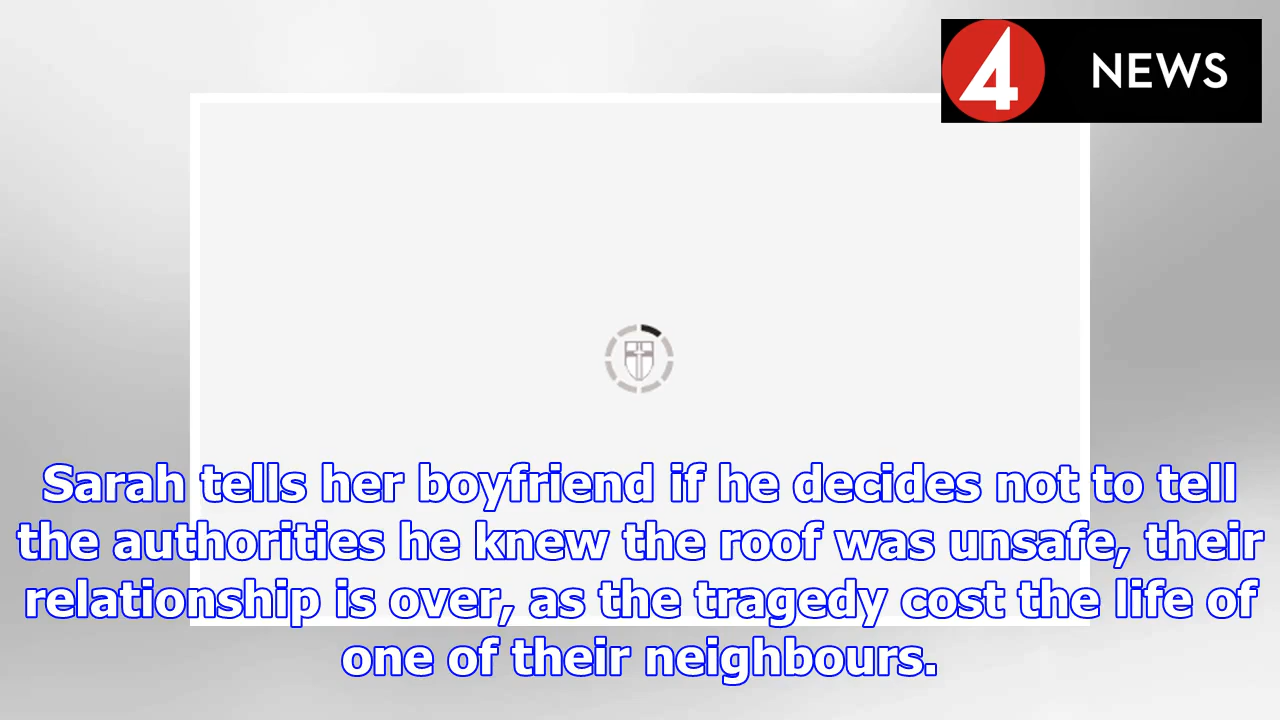 4 NEWS
Sarah tells her boyfriend if he decides not to tell
the authorities he knew the roof was unsafe, their
relationship is over, as the tragedy cost the life of
one of their neighbours.